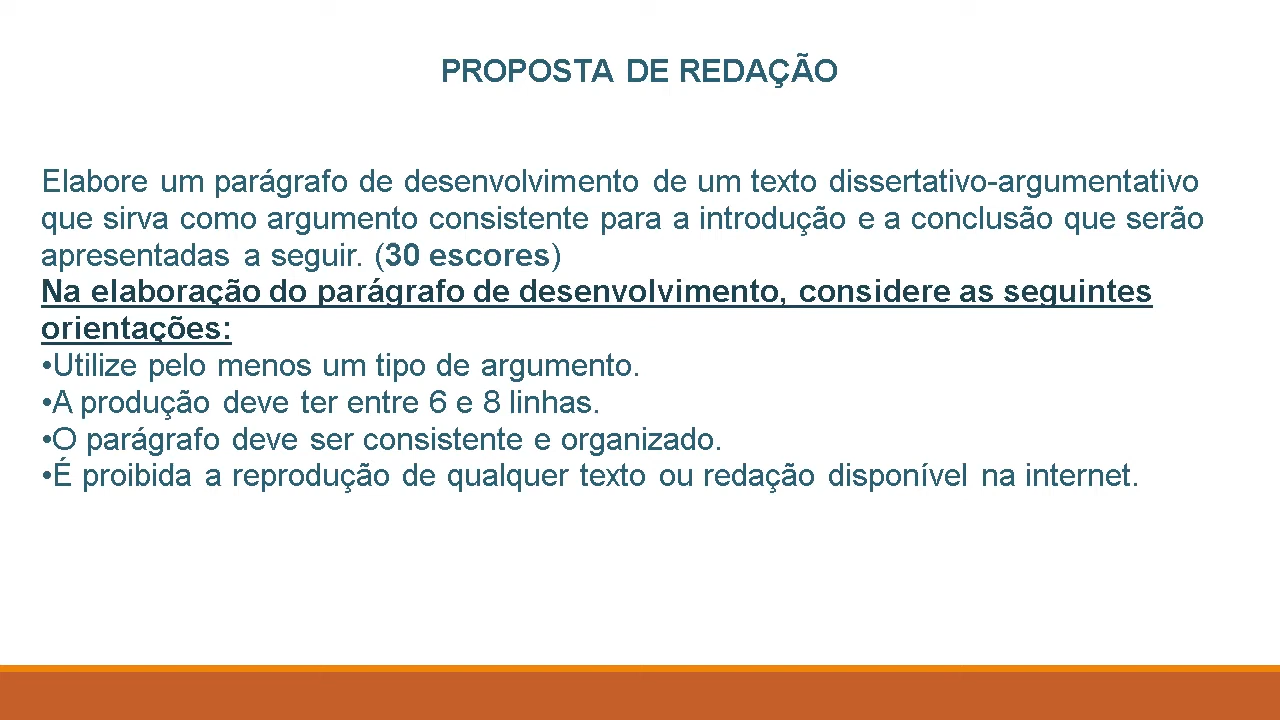 PROPOSTA DE REDAÇÃO
Elabore um parágrafo de desenvolvimento de um texto dissertativo-argumentativo
que sirva como argumento consistente para a introdução e a conclusão que serão
apresentadas a seguir. (30 escores)
Na elaboração do parágrafo de desenvolvimento, considere as seguintes
orientações:
•Utilize pelo menos um tipo de argumento.
•A produção deve ter entre 6 e 8 linhas.
•O parágrafo deve ser consistente e organizado.
•É proibida a reprodução de qualquer texto ou redação disponível na internet.